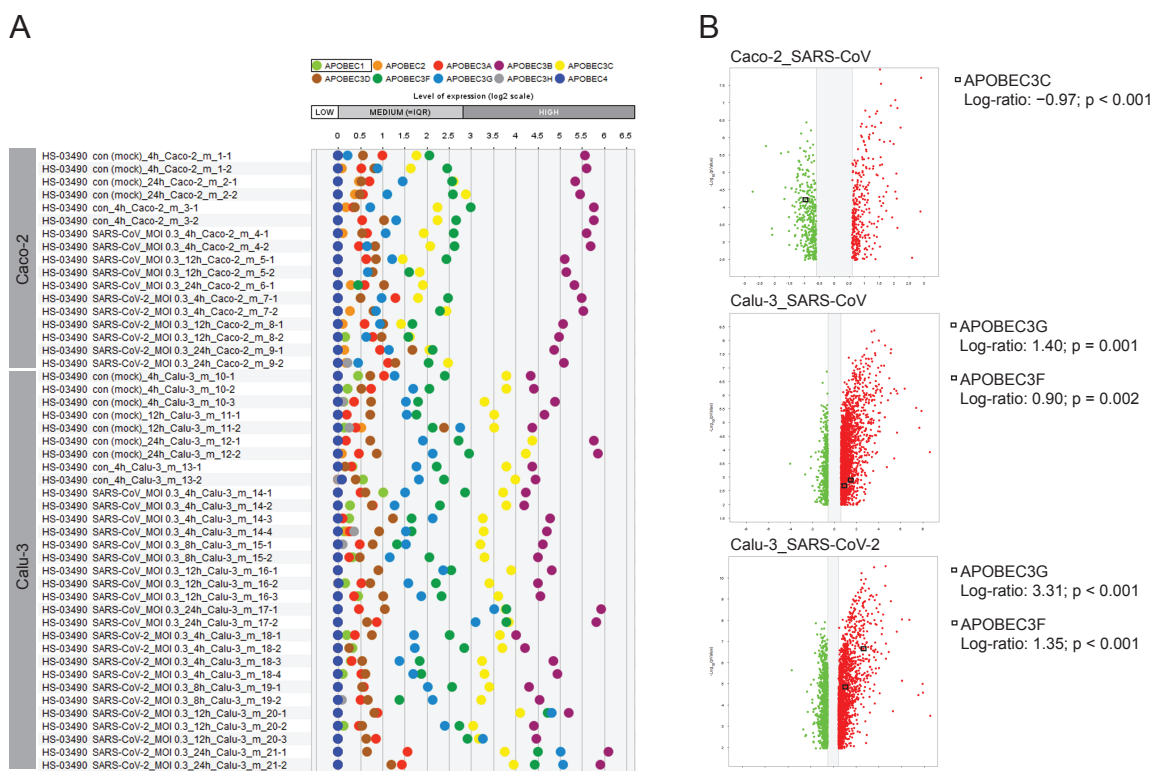 A
APOBEC1 APOBEC2 APOBEC3A APOBEC3B APOBEC3C
APOBEC3D APOBEC3F APOBEC3G APOBEC3H APOBEC4
Level of expression (log2 scale)
LOW MEDIUM (=IQR) HIGH
0 0.5 1 1.5 2 2.5 3 3.5 4 4.5 5 5.5 6 6.5
Caco-2
HS-03490 con (mock)_4h_Caco-2_m_1-1
HS-03490 con (mock)_4h_Caco-2_m_1-2
HS-03490 con (mock)_24h_Caco-2_m_2-1
HS-03490 con (mock)_24h_Caco-2_m_2-2
HS-03490 con_4h_Caco-2_m_3-1
HS-03490 con_4h_Caco-2_m_3-2
HS-03490 SARS-CoV_MOI 0.3_4h_Caco-2_m_4-1
HS-03490 SARS-CoV_MOI 0.3_4h_Caco-2_m_4-2
HS-03490 SARS-CoV_MOI 0.3_12h_Caco-2_m_5-1
HS-03490 SARS-CoV_MOI 0.3_12h_Caco-2_m_5-2
HS-03490 SARS-CoV_MOI 0.3_24h_Caco-2_m_6-1
HS-03490 SARS-CoV-2_MOI 0.3_4h_Caco-2_m_7-1
HS-03490 SARS-CoV-2_MOI 0.3_4h_Caco-2_m_7-2
HS-03490 SARS-CoV-2_MOI 0.3_12h_Caco-2_m_8-1
HS-03490 SARS-CoV-2_MOI 0.3_12h_Caco-2_m_8-2
HS-03490 SARS-CoV-2_MOI 0.3_24h_Caco-2_m_9-1
HS-03490 SARS-CoV-2_MOI 0.3_24h_Caco-2_m_9-2
Calu-3
HS-03490 con (mock)_4h_Calu-3_m_10-1
HS-03490 con (mock)_4h_Calu-3_m_10-2
HS-03490 con (mock)_4h_Calu-3_m_10-3
HS-03490 con (mock)_12h_Calu-3_m_11-1
HS-03490 con (mock)_12h_Calu-3_m_11-2
HS-03490 con (mock)_24h_Calu-3_m_12-1
HS-03490 con (mock)_24h_Calu-3_m_12-2
HS-03490 con_4h_Calu-3_m_13-1
HS-03490 con_4h_Calu-3_m_13-2
HS-03490 SARS-CoV_MOI 0.3_4h_Calu-3_m_14-1
HS-03490 SARS-CoV_MOI 0.3_4h_Calu-3_m_14-2
HS-03490 SARS-CoV_MOI 0.3_4h_Calu-3_m_14-3
HS-03490 SARS-CoV_MOI 0.3_4h_Calu-3_m_14-4
HS-03490 SARS-CoV_MOI 0.3_8h_Calu-3_m_15-1
HS-03490 SARS-CoV_MOI 0.3_8h_Calu-3_m_15-2
HS-03490 SARS-CoV_MOI 0.3_12h_Calu-3_m_16-1
HS-03490 SARS-CoV_MOI 0.3_12h_Calu-3_m_16-2
HS-03490 SARS-CoV_MOI 0.3_12h_Calu-3_m_16-3
HS-03490 SARS-CoV_MOI 0.3_24h_Calu-3_m_17-1
HS-03490 SARS-CoV_MOI 0.3_24h_Calu-3_m_17-2
HS-03490 SARS-CoV-2_MOI 0.3_4h_Calu-3_m_18-1
HS-03490 SARS-CoV-2_MOI 0.3_4h_Calu-3_m_18-2
HS-03490 SARS-CoV-2_MOI 0.3_4h_Calu-3_m_18-3
HS-03490 SARS-CoV-2_MOI 0.3_4h_Calu-3_m_18-4
HS-03490 SARS-CoV-2_MOI 0.3_8h_Calu-3_m_19-1
HS-03490 SARS-CoV-2_MOI 0.3_8h_Calu-3_m_19-2
HS-03490 SARS-CoV-2_MOI 0.3_12h_Calu-3_m_20-1
HS-03490 SARS-CoV-2_MOI 0.3_12h_Calu-3_m_20-2
HS-03490 SARS-CoV-2_MOI 0.3_12h_Calu-3_m_20-3
HS-03490 SARS-CoV-2_MOI 0.3_24h_Calu-3_m_21-1
HS-03490 SARS-CoV-2_MOI 0.3_24h_Calu-3_m_21-2
B
Caco-2_SARS-CoV
APOBEC3C
Log-ratio: −0.97; p < 0.001
Calu-3_SARS-CoV
APOBEC3G
Log-ratio: 1.40; p = 0.001
APOBEC3F
Log-ratio: 0.90; p = 0.002
Calu-3_SARS-CoV-2
APOBEC3G
Log-ratio: 3.31; p < 0.001
APOBEC3F
Log-ratio: 1.35; p < 0.001